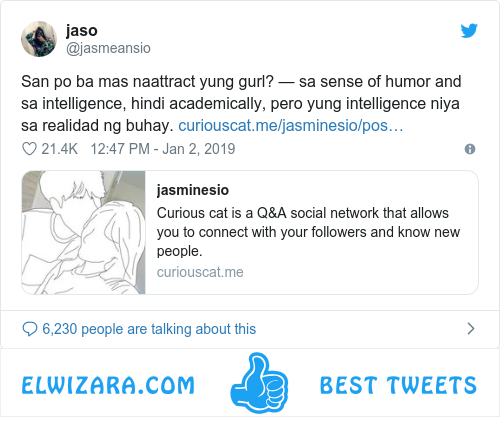 jaso
@jasmeansio
San po ba mas naattract yung gurl? — sa sense of humor and
sa intelligence, hindi academically, pero yung intelligence niya
sa realidad ng buhay. curiouscat.me/jasminesio/pos…
21.4K 12:47 PM - Jan 2, 2019
jasminesio
Curious cat is a Q&A social network that allows
you to connect with your followers and know new
people.
curiouscat.me
6,230 people are talking about this
ELWIZARA.COM BEST TWEETS